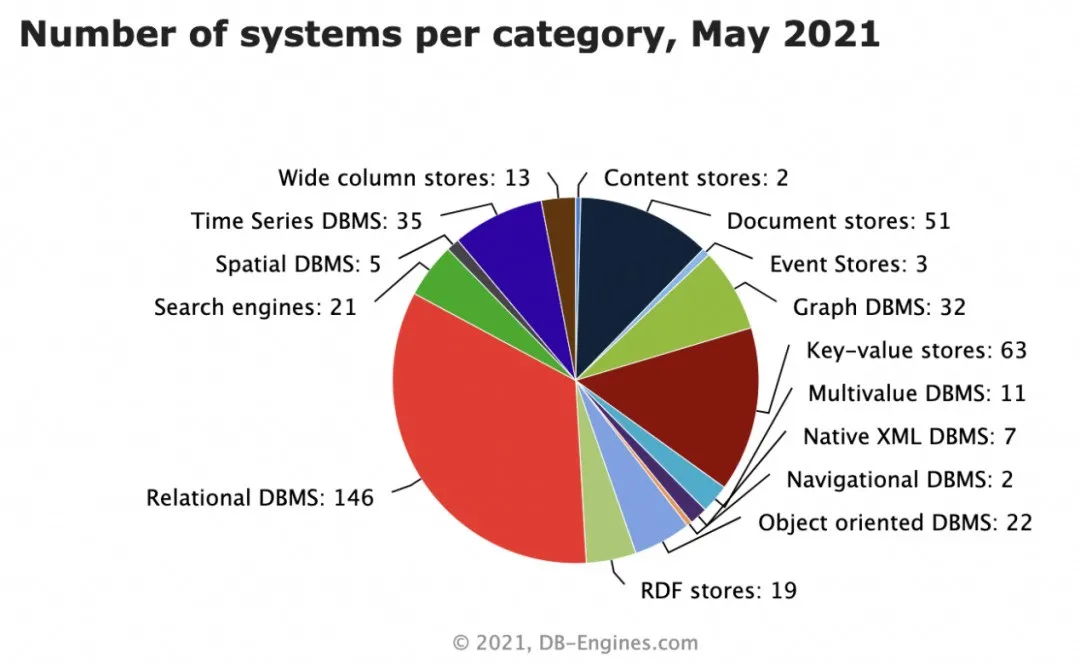 Number of systems per category, May 2021
Wide column stores: 13
Content stores: 2
Time Series DBMS: 35
Document stores: 51
Spatial DBMS: 5
Event Stores: 3
Search engines: 21
Graph DBMS: 32
Key-value stores: 63
Multivalue DBMS: 11
Native XML DBMS: 7
Navigational DBMS: 2
Relational DBMS: 146
Object oriented DBMS: 22
RDF stores: 19
© 2021, DB-Engines.com